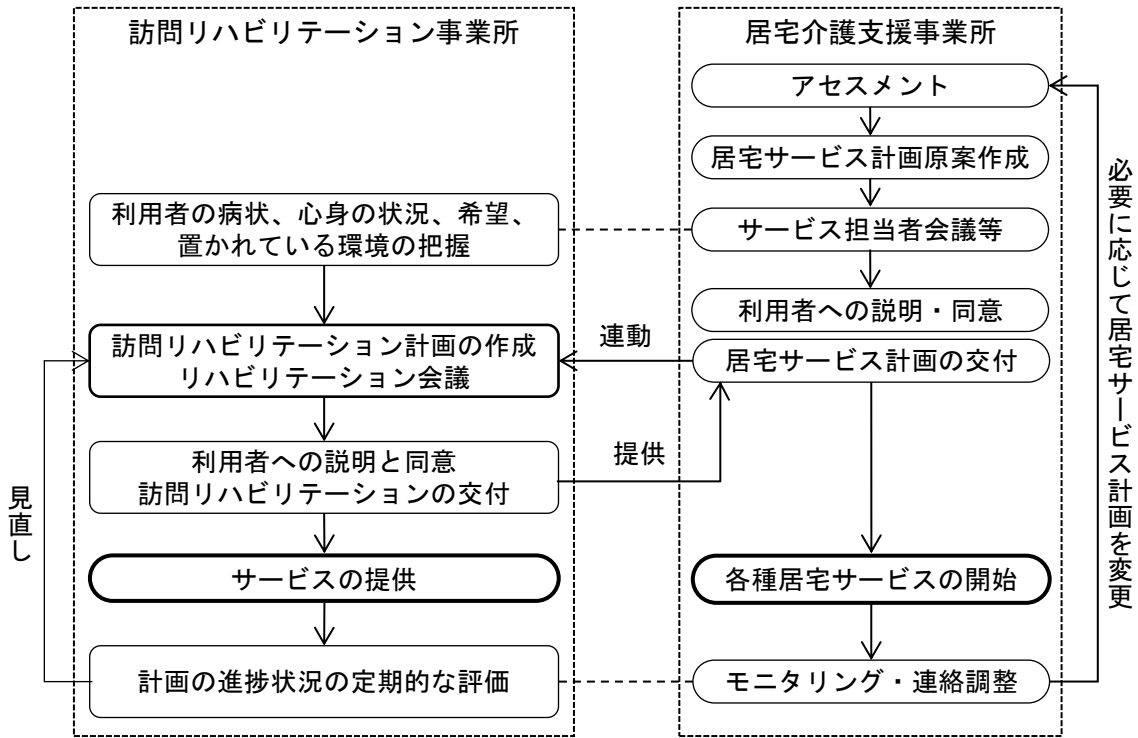 訪問リハビリテーション事業所
利用者の病状、心身の状況、希望、
置かれている環境の把握
訪問リハビリテーション計画の作成
リハビリテーション会議
利用者への説明と同意
訪問リハビリテーションの交付
サービスの提供
計画の進捗状況の定期的な評価
見直し
連動
提供
居宅介護支援事業所
アセスメント
居宅サービス計画原案作成
サービス担当者会議等
利用者への説明・同意
居宅サービス計画の交付
各種居宅サービスの開始
モニタリング・連絡調整
必要に応じて居宅サービス計画を変更